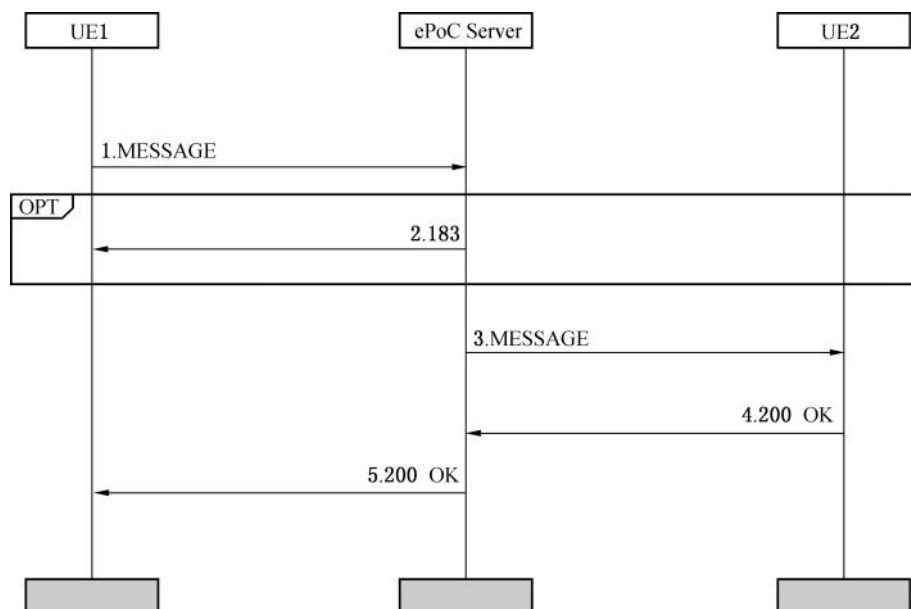 UE1
ePoC Server
UE2
1.MESSAGE
OPT
2.183
3.MESSAGE
4.200 OK
5.200 OK